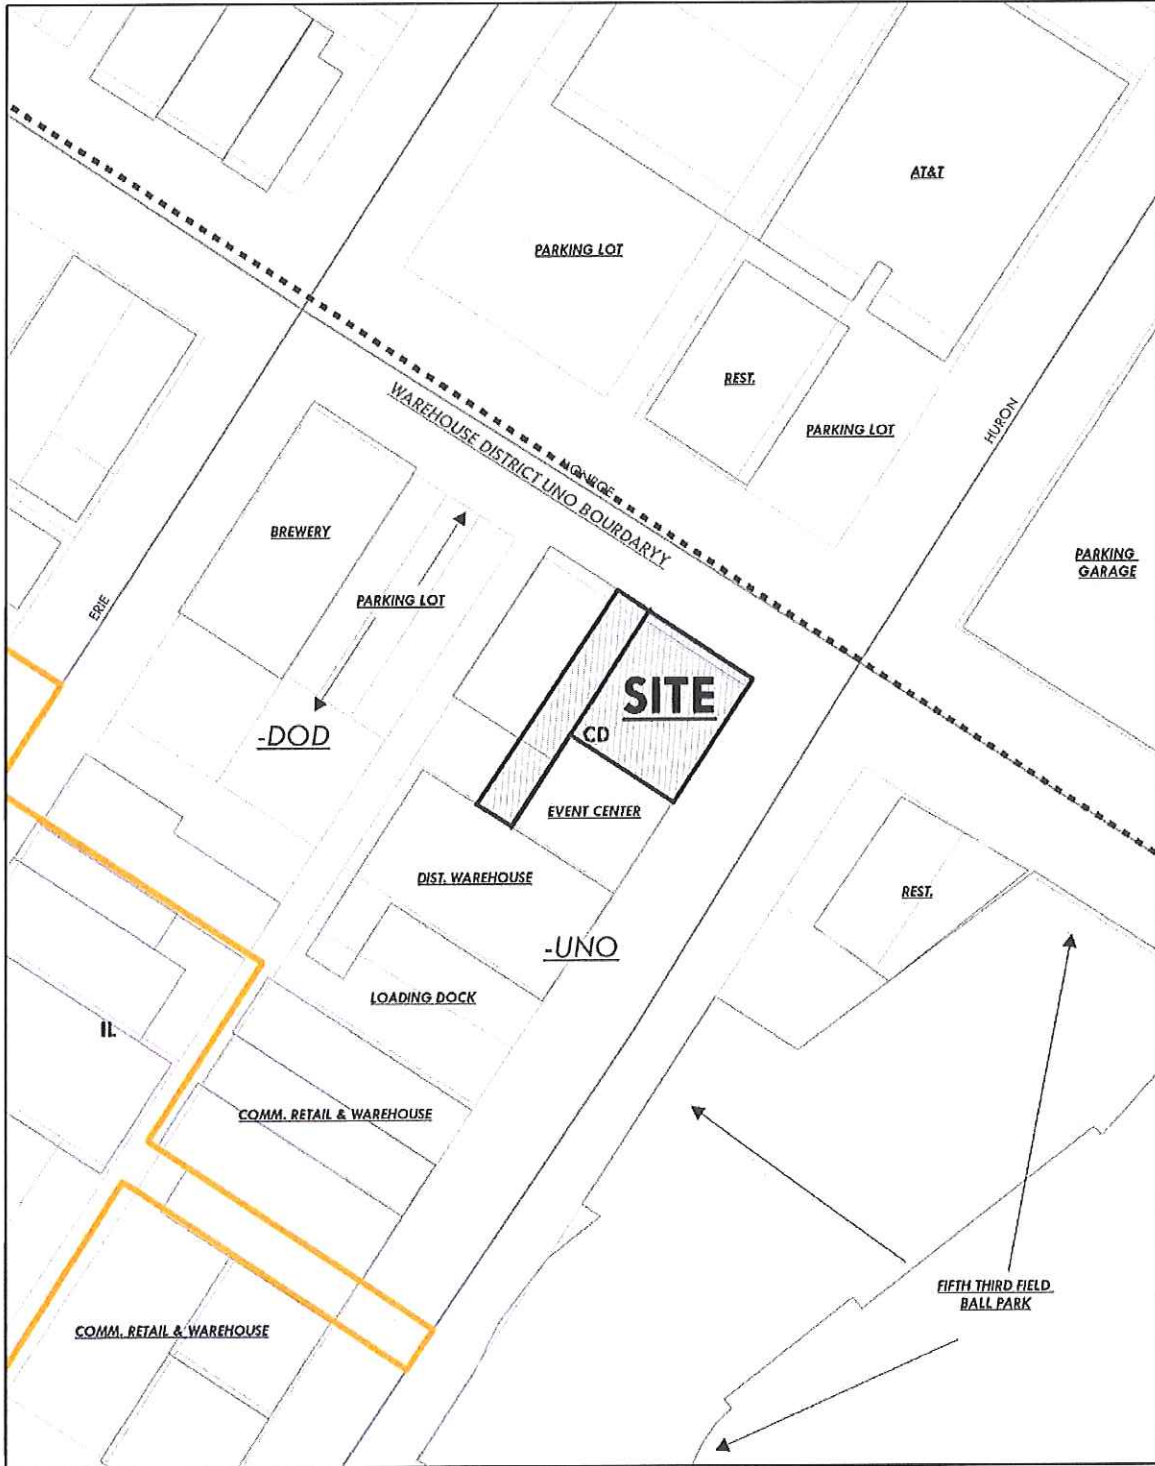 AT&T
PARKING LOT
REST.
PARKING LOT
HURON
WAREHOUSE DISTRICT UNO BOURDARYY
MONROE
PARKING
GARAGE
BREWERY
PARKING LOT
ERIE
SITE
-DOD
CD
EVENT CENTER
DIST. WAREHOUSE
REST.
-UNO
LOADING DOCK
IL
COMM. RETAIL & WAREHOUSE
FIFTH THIRD FIELD
BALL PARK
COMM. RETAIL & WAREHOUSE